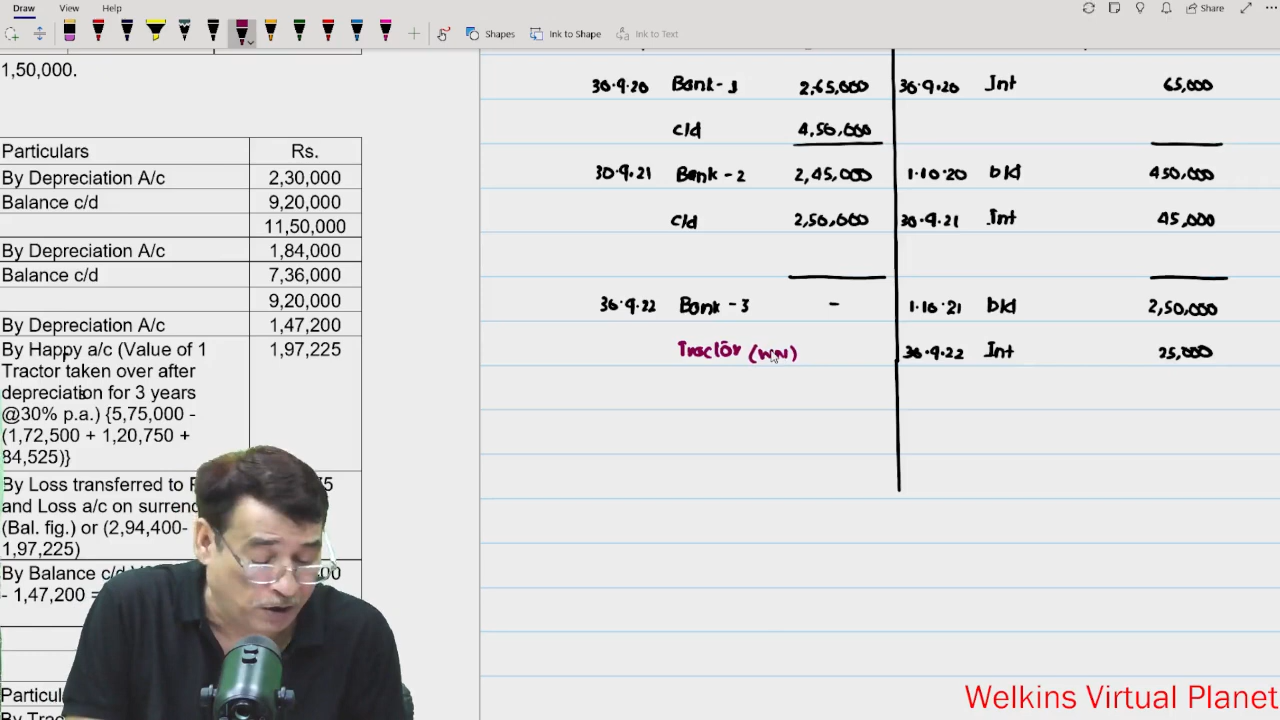 Draw View Help
Share
Shapes Ink to Shape Ink to Text
1,50,000.
Particulars Rs.
By Depreciation A/c 2,30,000
Balance c/d 9,20,000
11,50,000
By Depreciation A/c 1,84,000
Balance c/d 7,36,000
9,20,000
By Depreciation A/c 1,47,200
By Happy a/c (Value of 1 1,97,225
Tractor taken over after
depreciation for 3 years
@30% p.a.) {5,75,000 -
(1,72,500 + 1,20,750 +
84,525)}
By Loss transferred to
and Loss a/c on
(Bal. fig.) or (2,94,400-
1,97,225)
By Balance c/d
- 1,47,200 =
Particul
By
30.9.20 Bank - 1 2,65,000 30.9.20 Int 65,000
c/d 4,50,000
30.9.21 Bank - 2 2,45,000 1.10.20 b/d 450,000
c/d 2,50,000 30.9.21 Int 45,000
30.9.22 Bank - 3 - 1.10.21 b/d 2,50,000
Tractor (WN) 30.9.22 Int 25,000
Welkins Virtual Planet